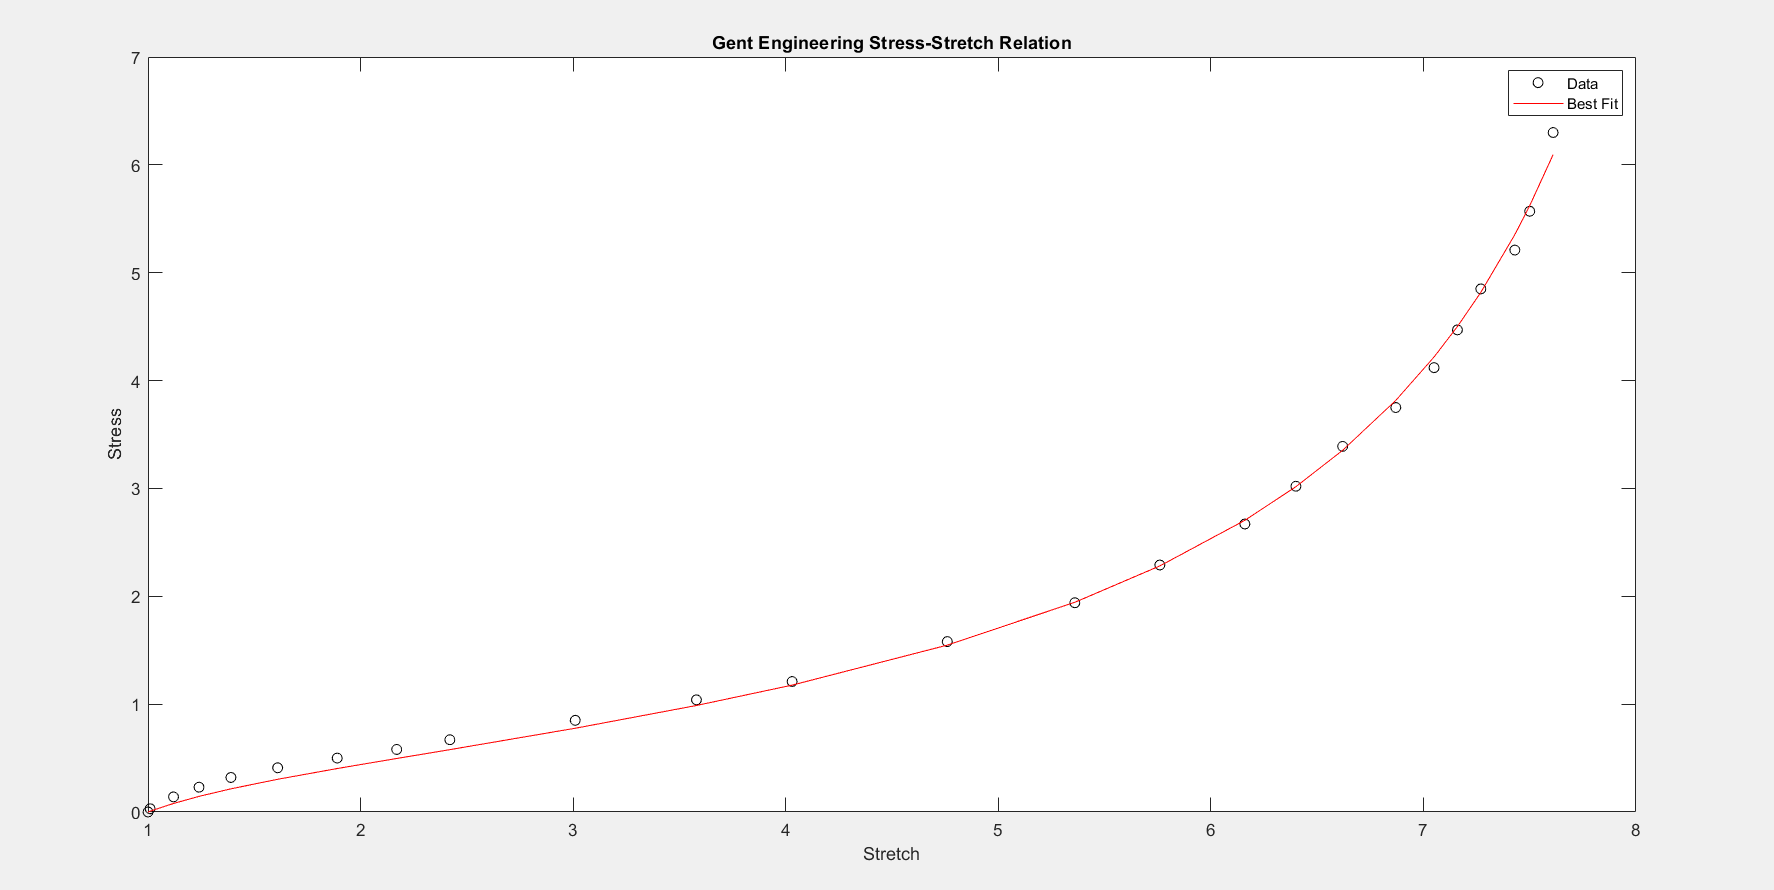 Gent Engineering Stress-Stretch Relation
7
6
5
4
3
2
1
0
Stress
Data
Best Fit
1 2 3 4 5 6 7 8
Stretch